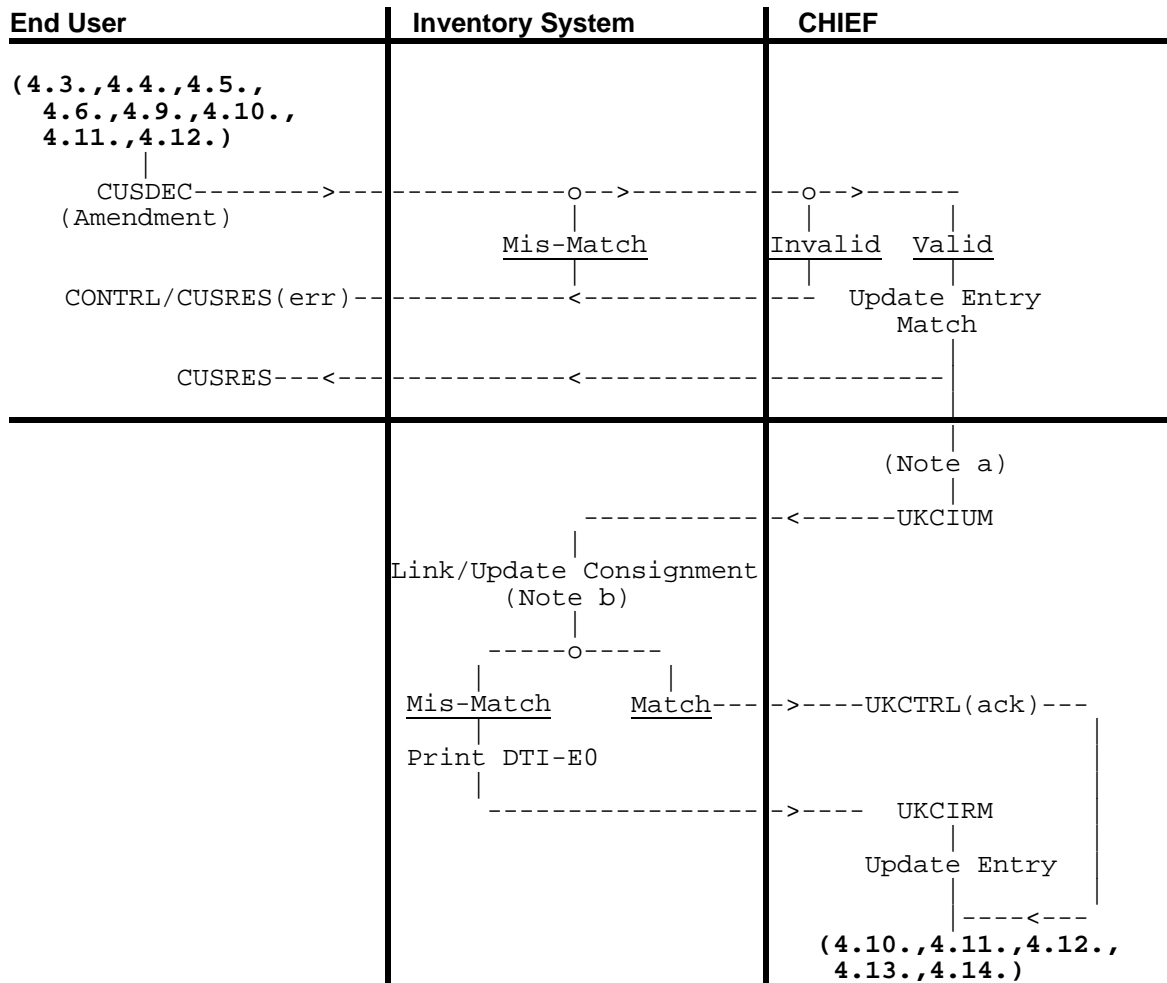 End User Inventory System CHIEF
(4.3.,4.4.,4.5.,
4.6.,4.9.,4.10.,
4.11.,4.12.)
CUSDEC-------->----------------o-->----------o-->------
(Amendment)
Mis-Match Invalid Valid
CONTRL/CUSRES(err)--------------<--------------- Update Entry
Match
CUSRES---<---------------<-----------------------
(Note a)
------------<------UKCIUM
Link/Update Consignment
(Note b)
-----o-----
Mis-Match Match---->----UKCTRL(ack)---
Print DTI-E0
------------------>---- UKCIRM
Update Entry
----<---
(4.10.,4.11.,4.12.,
4.13.,4.14.)